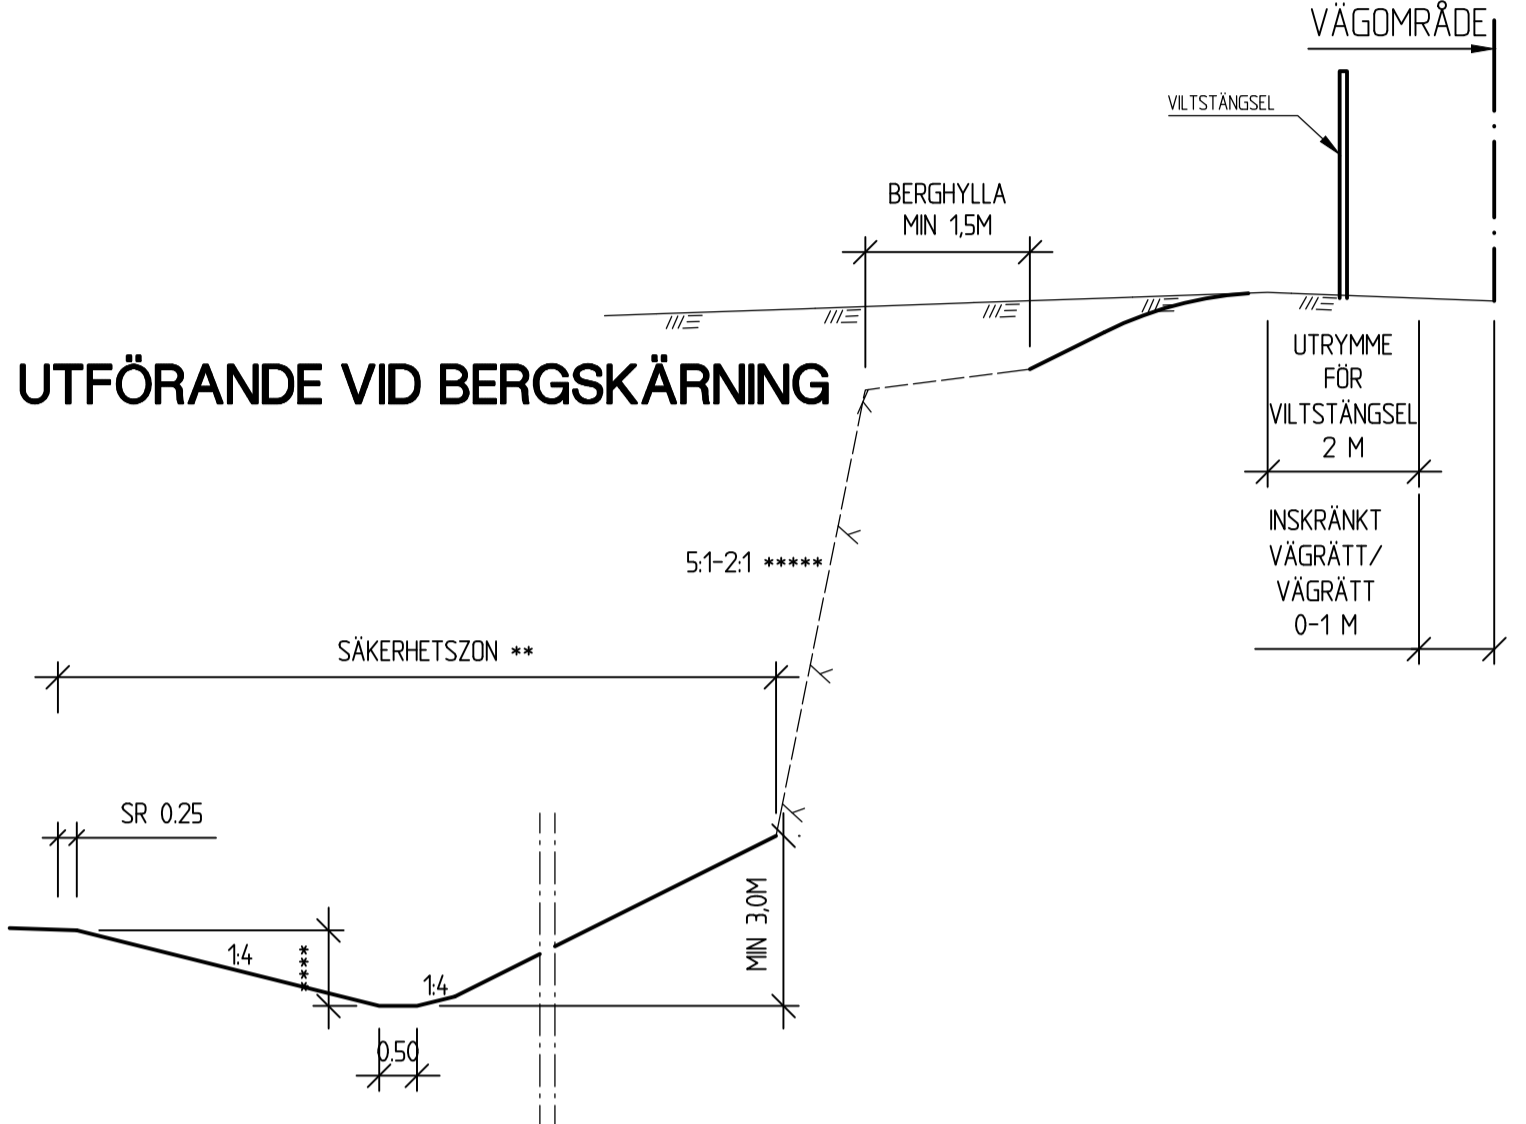 VÄGOMRÅDE
VILTSTÄNGSEL
BERGHYLLA
MIN 1,5M
UTFÖRANDE VID BERGSKÄRNING
UTRYMME
FÖR
VILTSTÄNGSEL
2 M
INSKRÄNKT
VÄGRÄTT/
VÄGRÄTT
0-1 M
5:1-2:1 *****
SÄKERHETSZON **
SR 0.25
1:4
****
1:4
MIN 3,0M
0.50